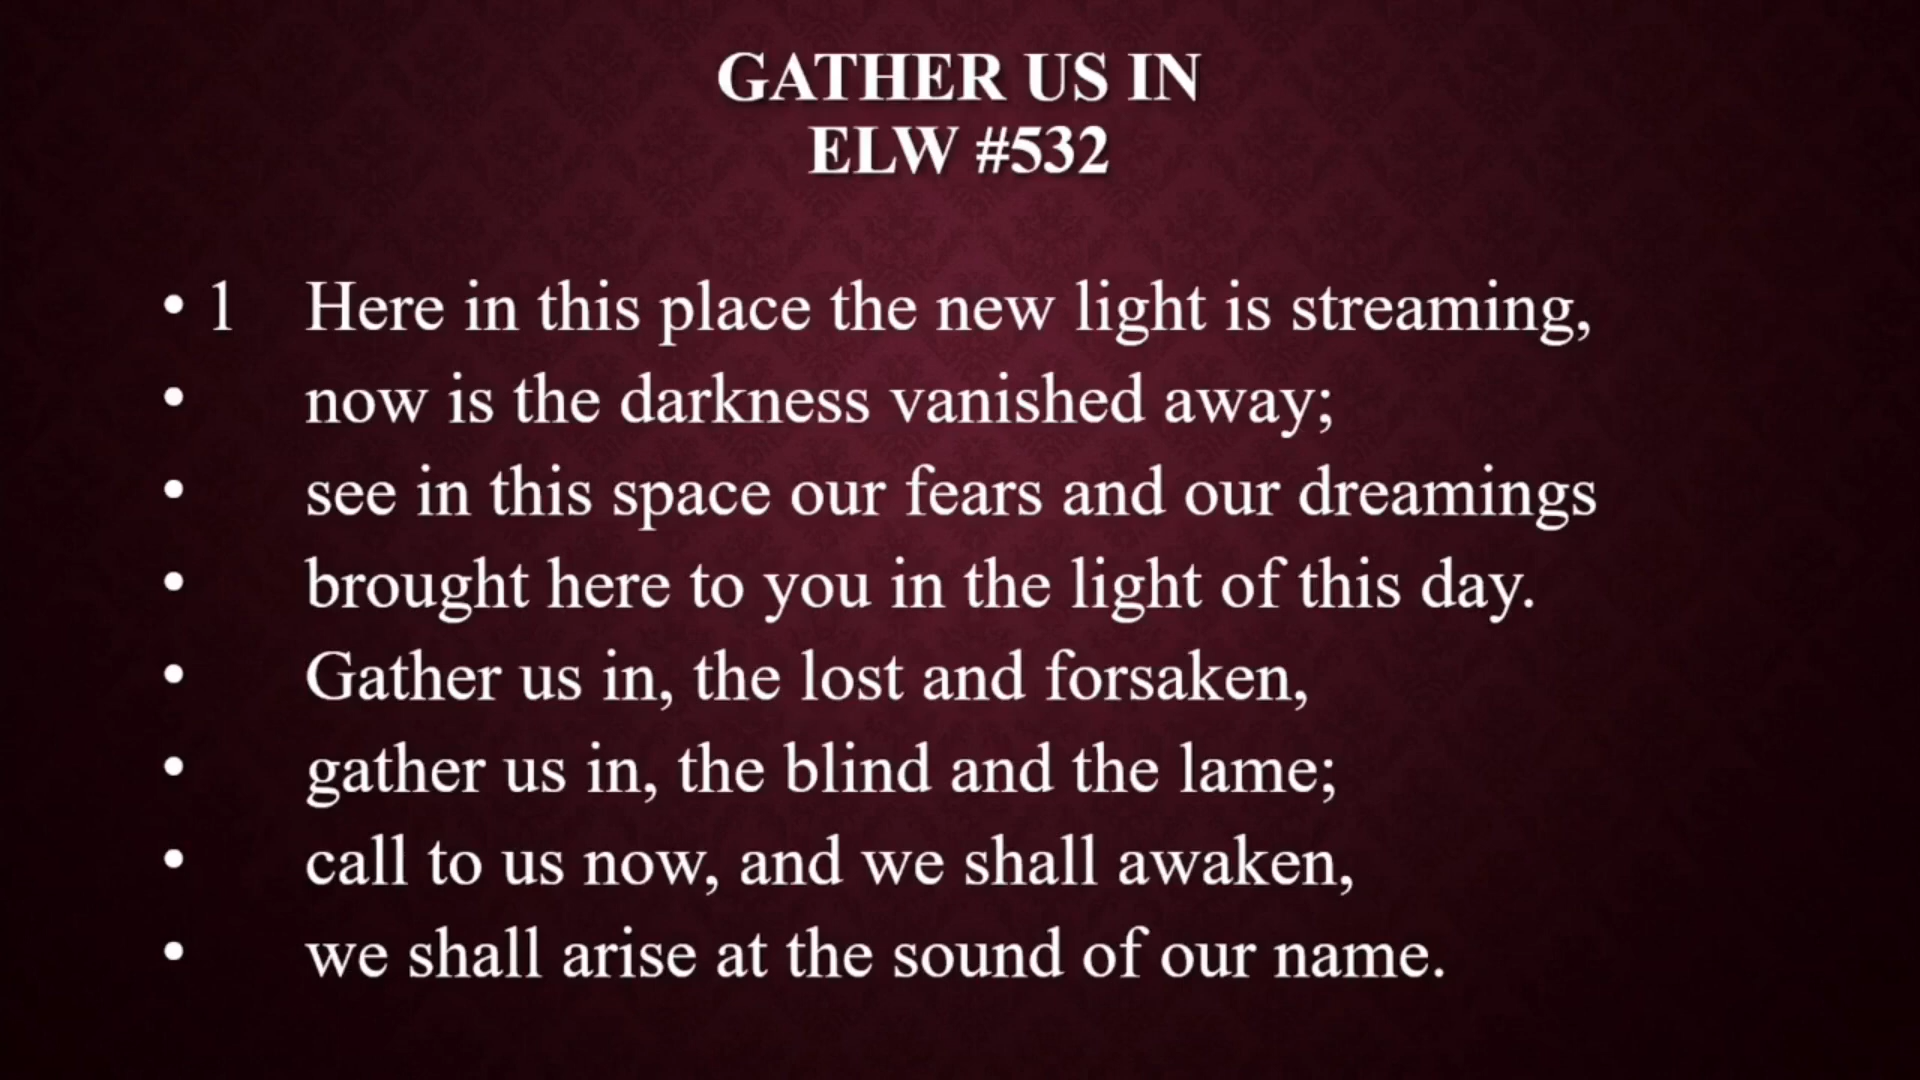 GATHER US IN
ELW #532
• 1 Here in this place the new light is streaming,
• now is the darkness vanished away;
• see in this space our fears and our dreamings
• brought here to you in the light of this day.
• Gather us in, the lost and forsaken,
• gather us in, the blind and the lame;
• call to us now, and we shall awaken,
• we shall arise at the sound of our name.